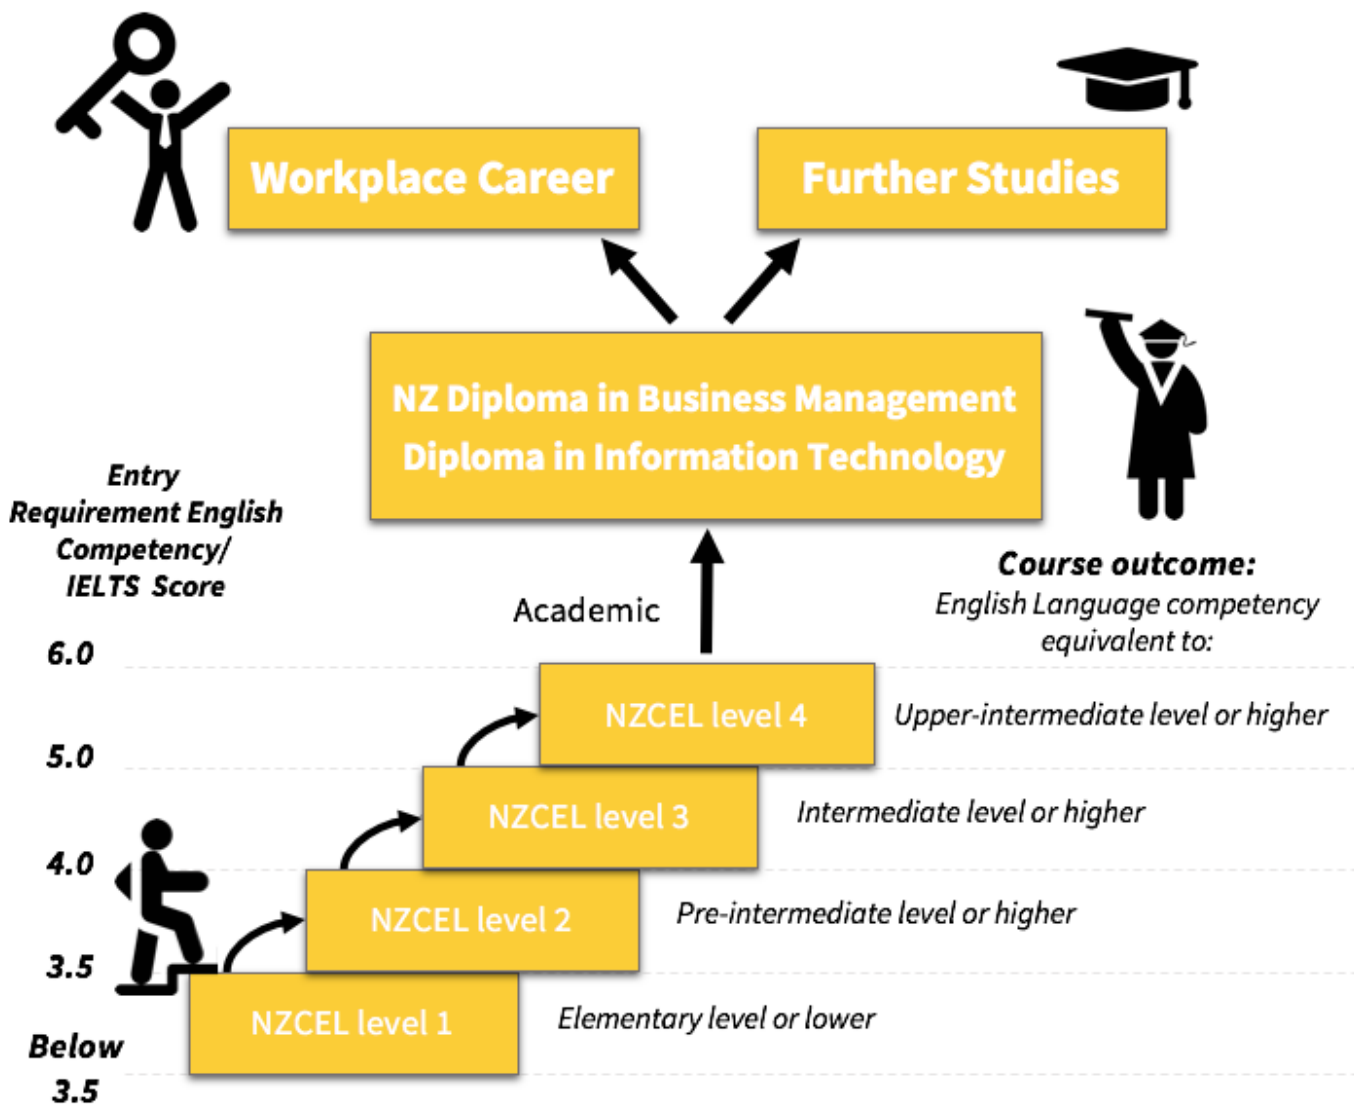 Workplace Career
Further Studies
NZ Diploma in Business Management
Diploma in Information Technology
Entry
Requirement English
Competency/
IELTS Score
Course outcome:
English Language competency
equivalent to:
Academic
6.0
NZCEL level 4
Upper-intermediate level or higher
5.0
NZCEL level 3
Intermediate level or higher
4.0
NZCEL level 2
Pre-intermediate level or higher
3.5
NZCEL level 1
Elementary level or lower
Below
3.5